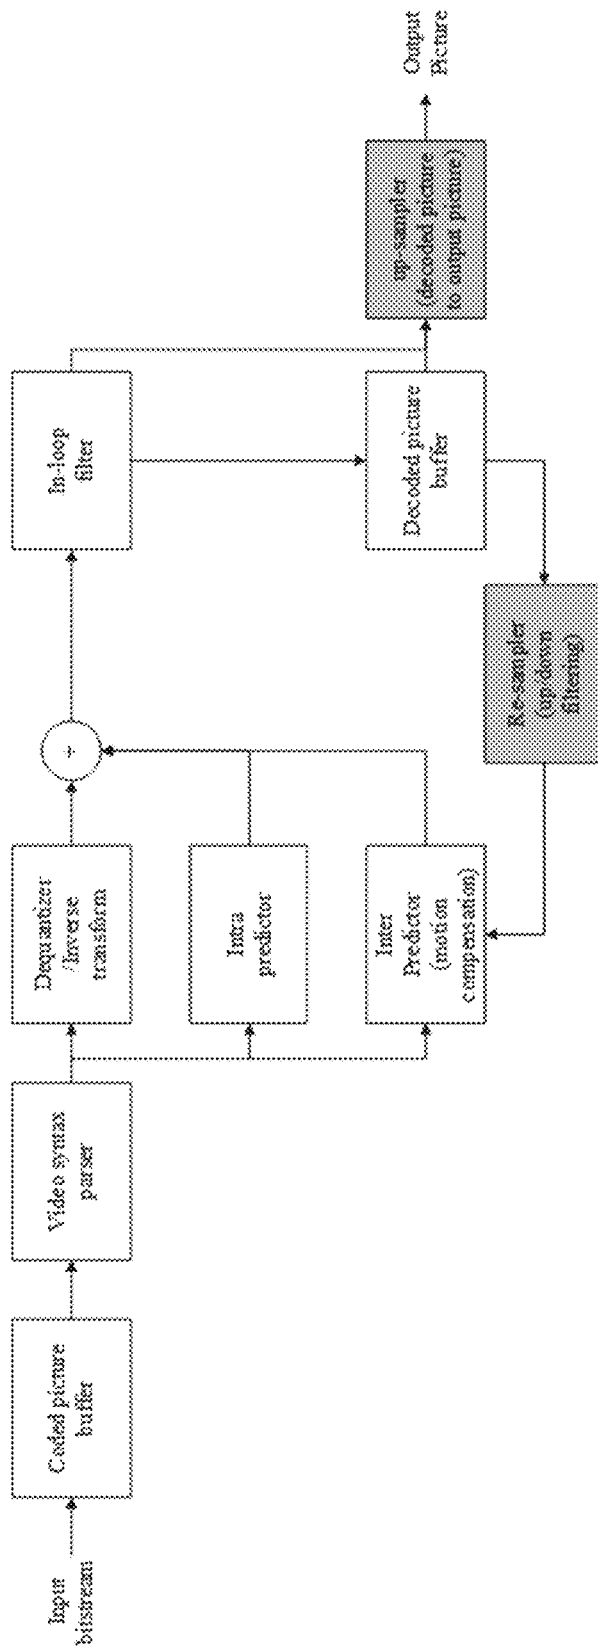 Input
bitstream
Coded picture
buffer
Video syntax
parser
Dequantizer
/Inverse
transform
+
In-loop
filter
Intra
predictor
Inter
Predictor
(motion
compensation)
Re-sampler
(up/down
filtering)
Decoded picture
buffer
up-sampler
(decoded picture
to output picture)
Output
Picture